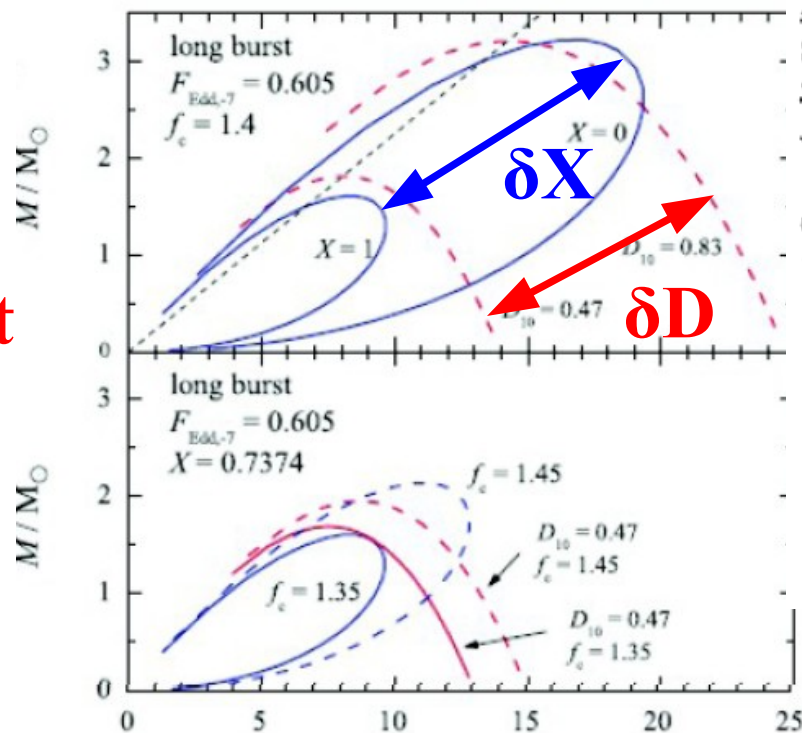 long burst
F_Edd,-7 = 0.605
f_c = 1.4
X = 0
δX
X = 1
D_10 = 0.83
D_10 = 0.47
δD
t
M / M_○
3
2
1
0
long burst
F_Edd,-7 = 0.605
X = 0.7374
f_c = 1.45
D_10 = 0.47
f_c = 1.45
f_c = 1.35
D_10 = 0.47
f_c = 1.35
M / M_○
3
2
1
0
0 5 10 15 20 25